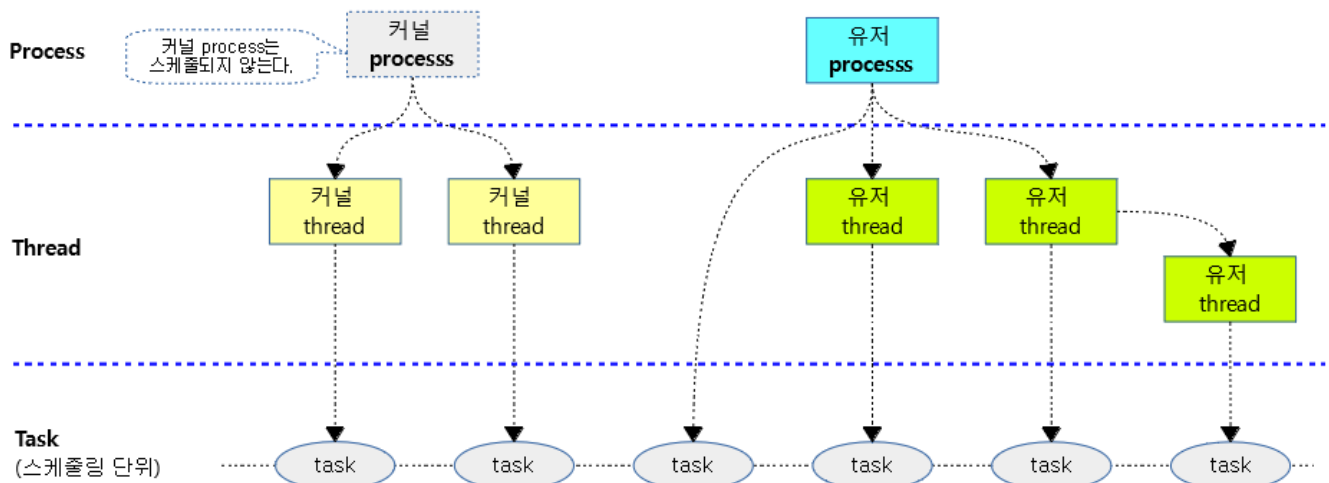 Process
커널 process는
스케줄되지 않는다.
커널
processs
유저
processs
Thread
커널
thread
커널
thread
유저
thread
유저
thread
유저
thread
Task
(스케줄링 단위)
task
task
task
task
task
task